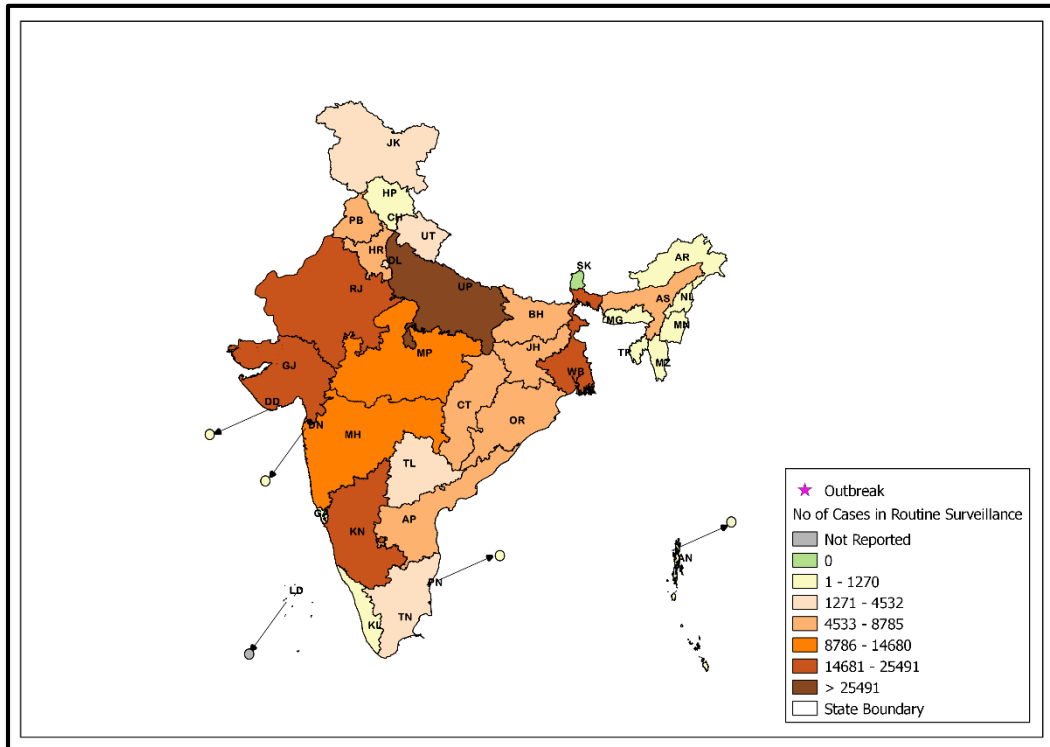 JK
HP
CH
PB
UT
HR
DL
RJ
UP
SK
AR
AS
NL
MG
MN
BH
TR
MZ
JH
MP
GJ
WB
DD
CT
DN
OR
MH
TL
GA
AP
KN
AN
PN
LD
TN
KL
Outbreak
No of Cases in Routine Surveillance
Not Reported
0
1 - 1270
1271 - 4532
4533 - 8785
8786 - 14680
14681 - 25491
> 25491
State Boundary